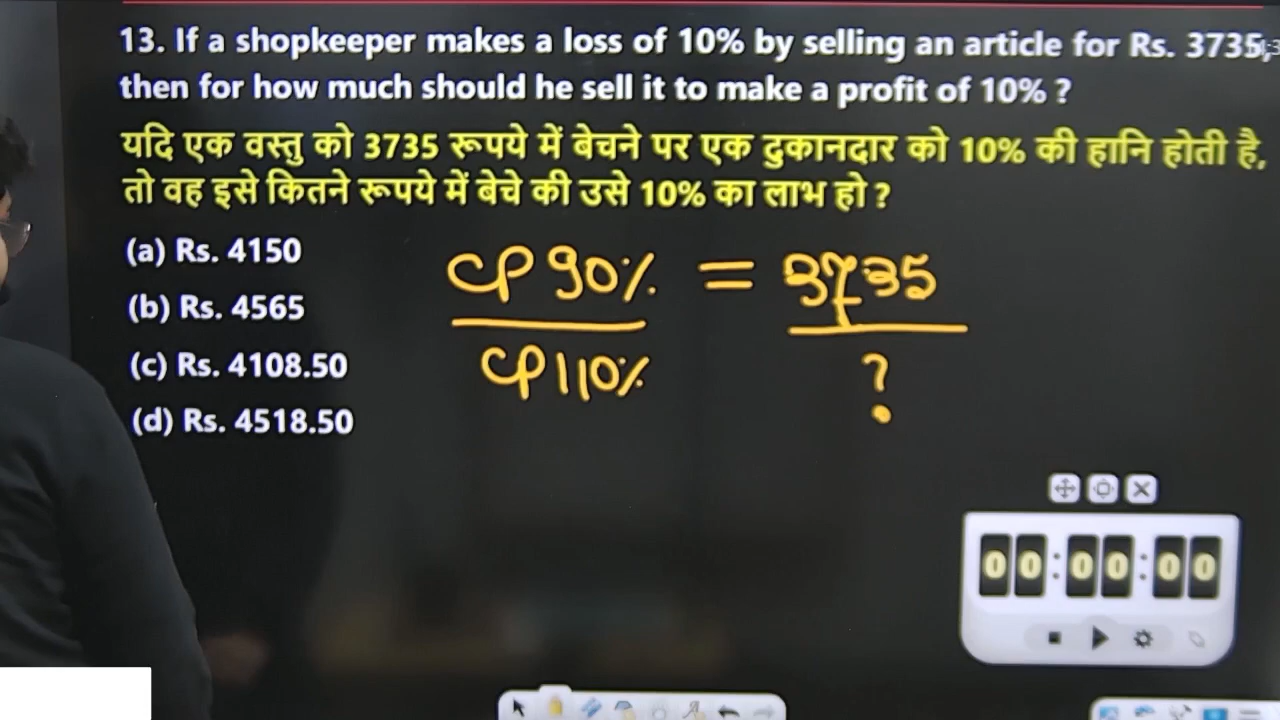 13. If a shopkeeper makes a loss of 10% by selling an article for Rs. 3735,
then for how much should he sell it to make a profit of 10% ?
यदि एक वस्तु को 3735 रूपये में बेचने पर एक दुकानदार को 10% की हानि होती है,
तो वह इसे कितने रूपये में बेचे की उसे 10% का लाभ हो ?
(a) Rs. 4150
(b) Rs. 4565
(c) Rs. 4108.50
(d) Rs. 4518.50
CP 90% = 3735
CP 110% ?
00:00:00